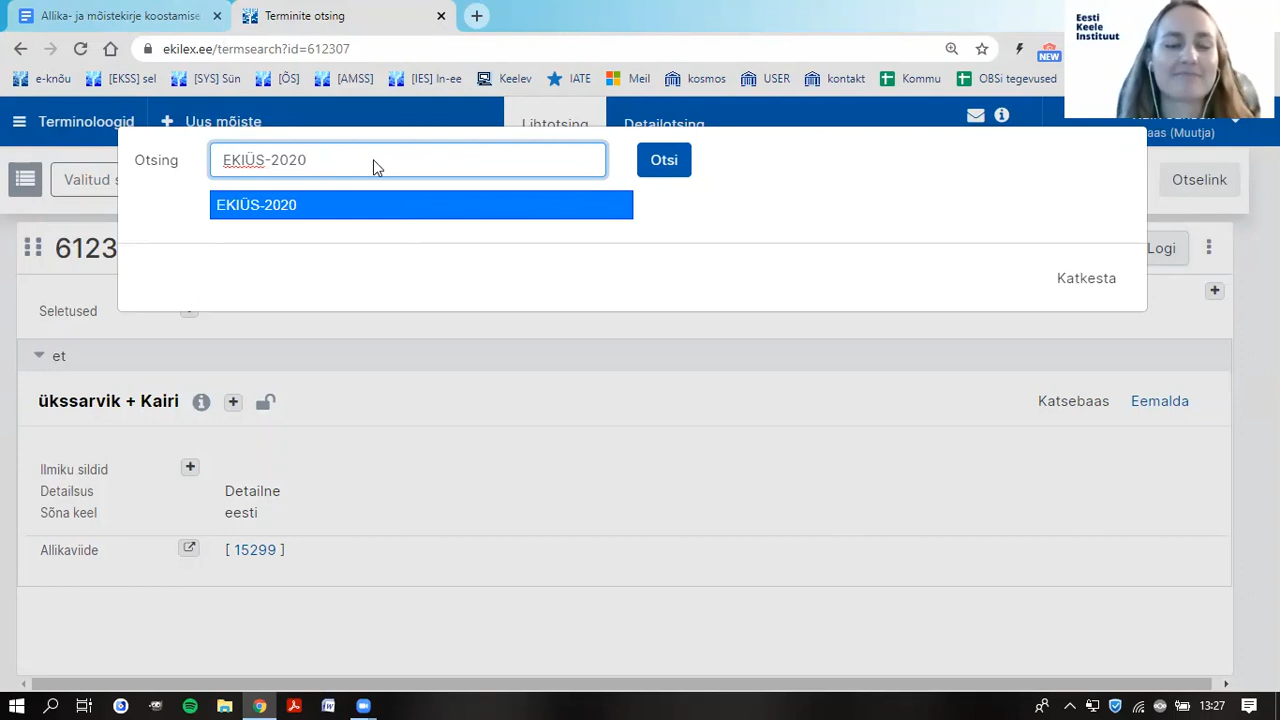 Allika- ja mõistekirje koostamise
Terminite otsing
ekilex.ee/termsearch?id=612307
NEW
e-knõu
[EKSS] sel
[SYS] Sün
[ÕS]
[AMSS]
[IES] In-ee
Keelev
IATE
Meil
kosmos
USER
kontakt
Kommu
OBSi tegevused
Eesti
Keele
Instituut
Terminoloogid
Uus mõiste
Lihtotsing
Detailotsing
aas (Muutja)
Otsing
EKIÜS-2020
Otsi
EKIÜS-2020
Valitud s
Otselink
6123
Logi
Katkesta
Seletused
et
ükssarvik + Kairi
Katsebaas
Eemalda
Ilmiku sildid
Detailsus
Detailne
Sõna keel
eesti
Allikaviide
[ 15299 ]
13:27